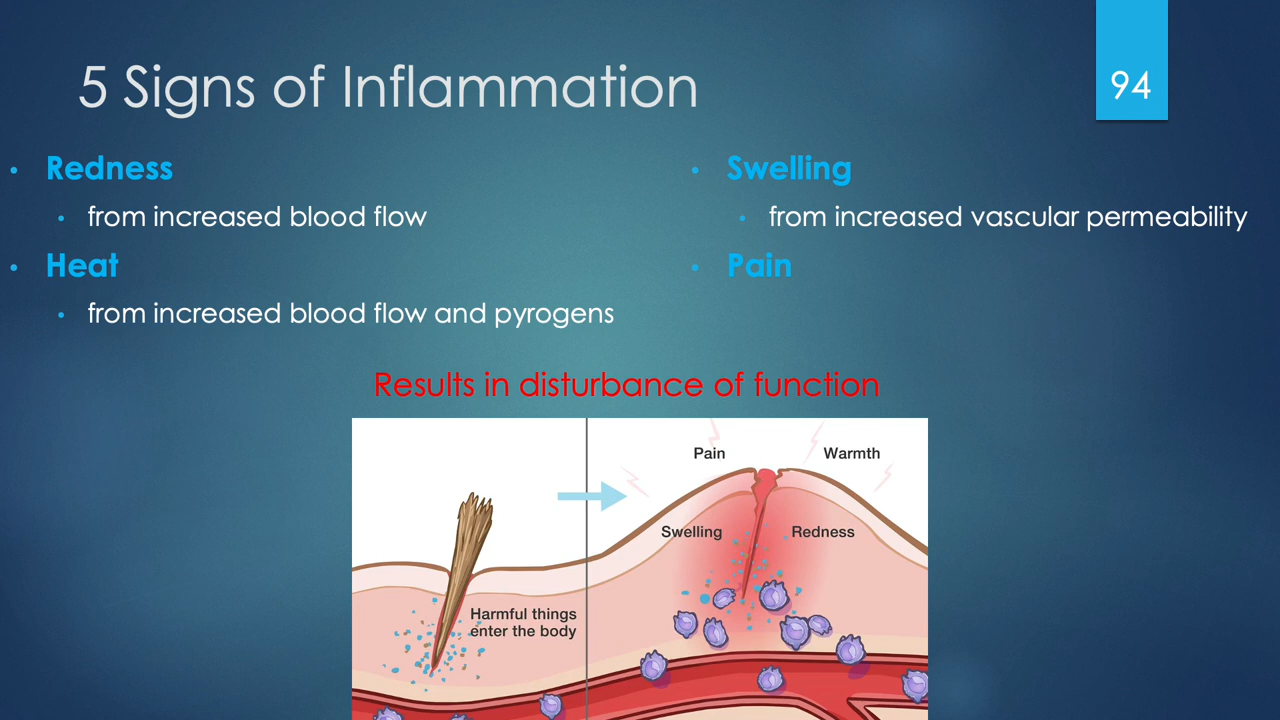 5 Signs of Inflammation
94
• Redness
• from increased blood flow
• Heat
• from increased blood flow and pyrogens
• Swelling
• from increased vascular permeability
• Pain
Results in disturbance of function
Pain
Warmth
Swelling
Redness
Harmful things
enter the body